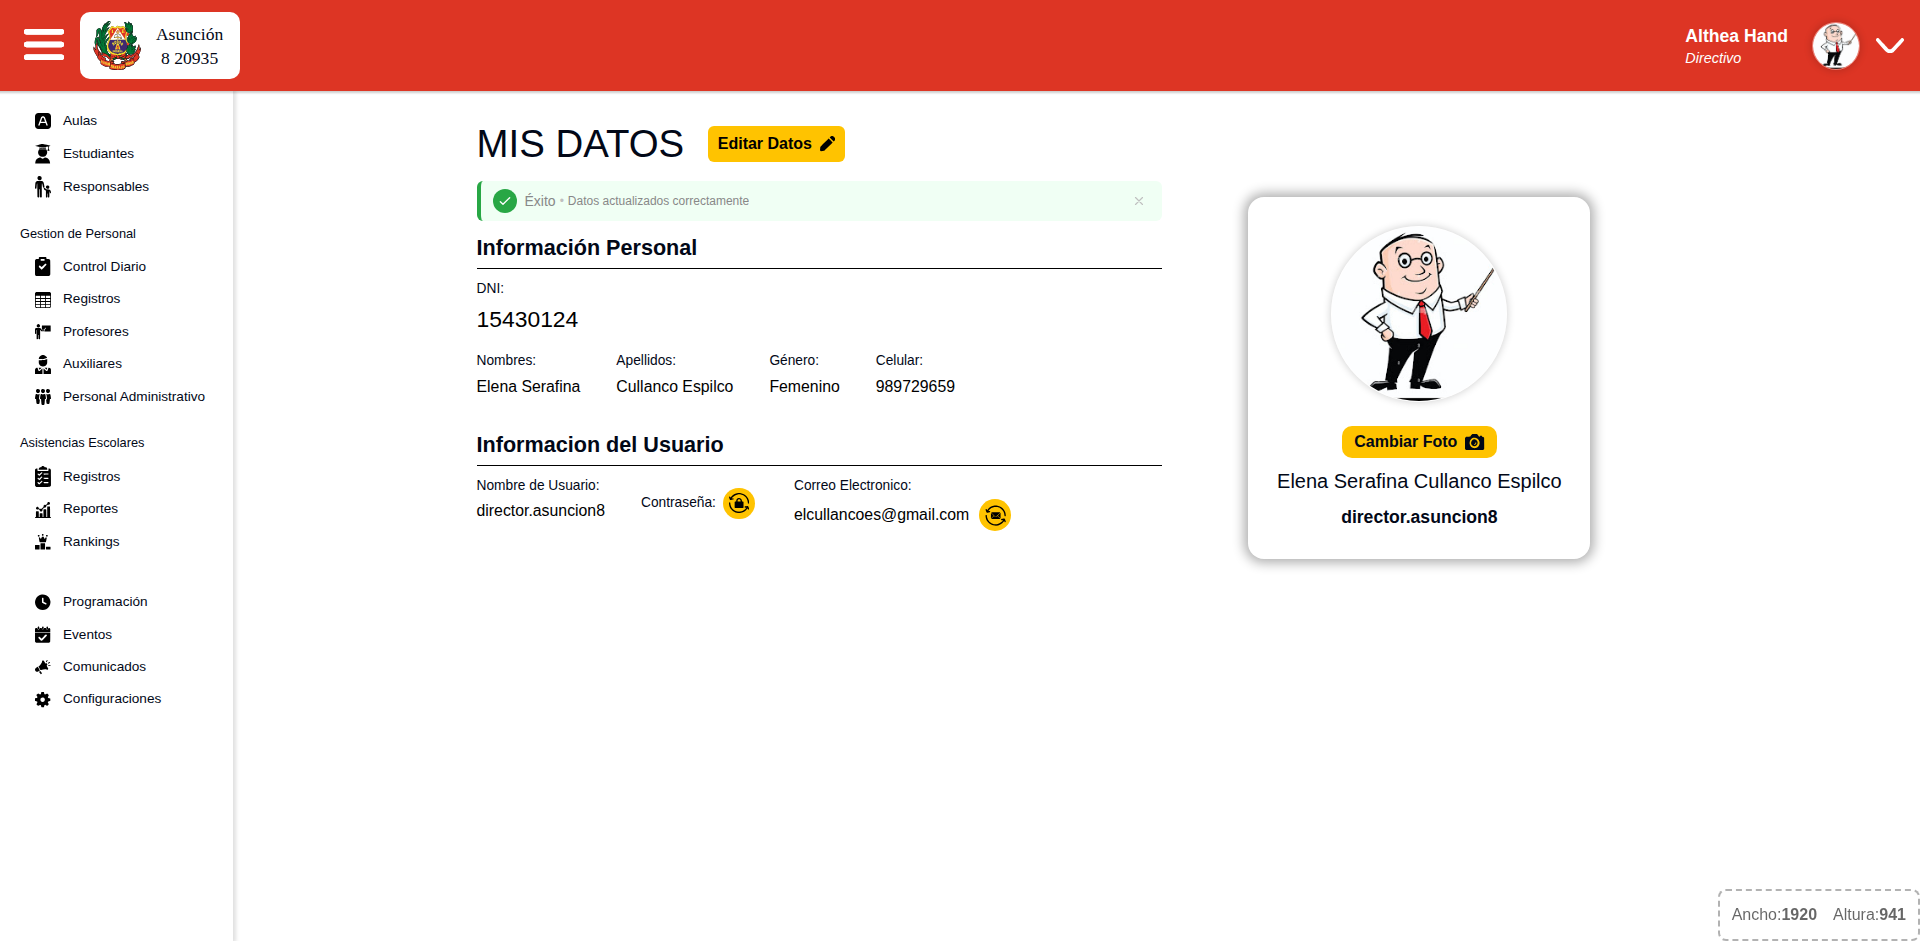 Asunción
8 20935
Althea Hand
Directivo
Aulas
Estudiantes
Responsables
Gestion de Personal
Control Diario
Registros
Profesores
Auxiliares
Personal Administrativo
Asistencias Escolares
Registros
Reportes
Rankings
Programación
Eventos
Comunicados
Configuraciones
MIS DATOS
Editar Datos
Éxito • Datos actualizados correctamente
Información Personal
DNI:
15430124
Nombres: Apellidos: Género: Celular:
Elena Serafina Cullanco Espilco Femenino 989729659
Informacion del Usuario
Nombre de Usuario: Contraseña: Correo Electronico:
director.asuncion8 elcullancoes@gmail.com
Cambiar Foto
Elena Serafina Cullanco Espilco
director.asuncion8
Ancho:1920 Altura:941